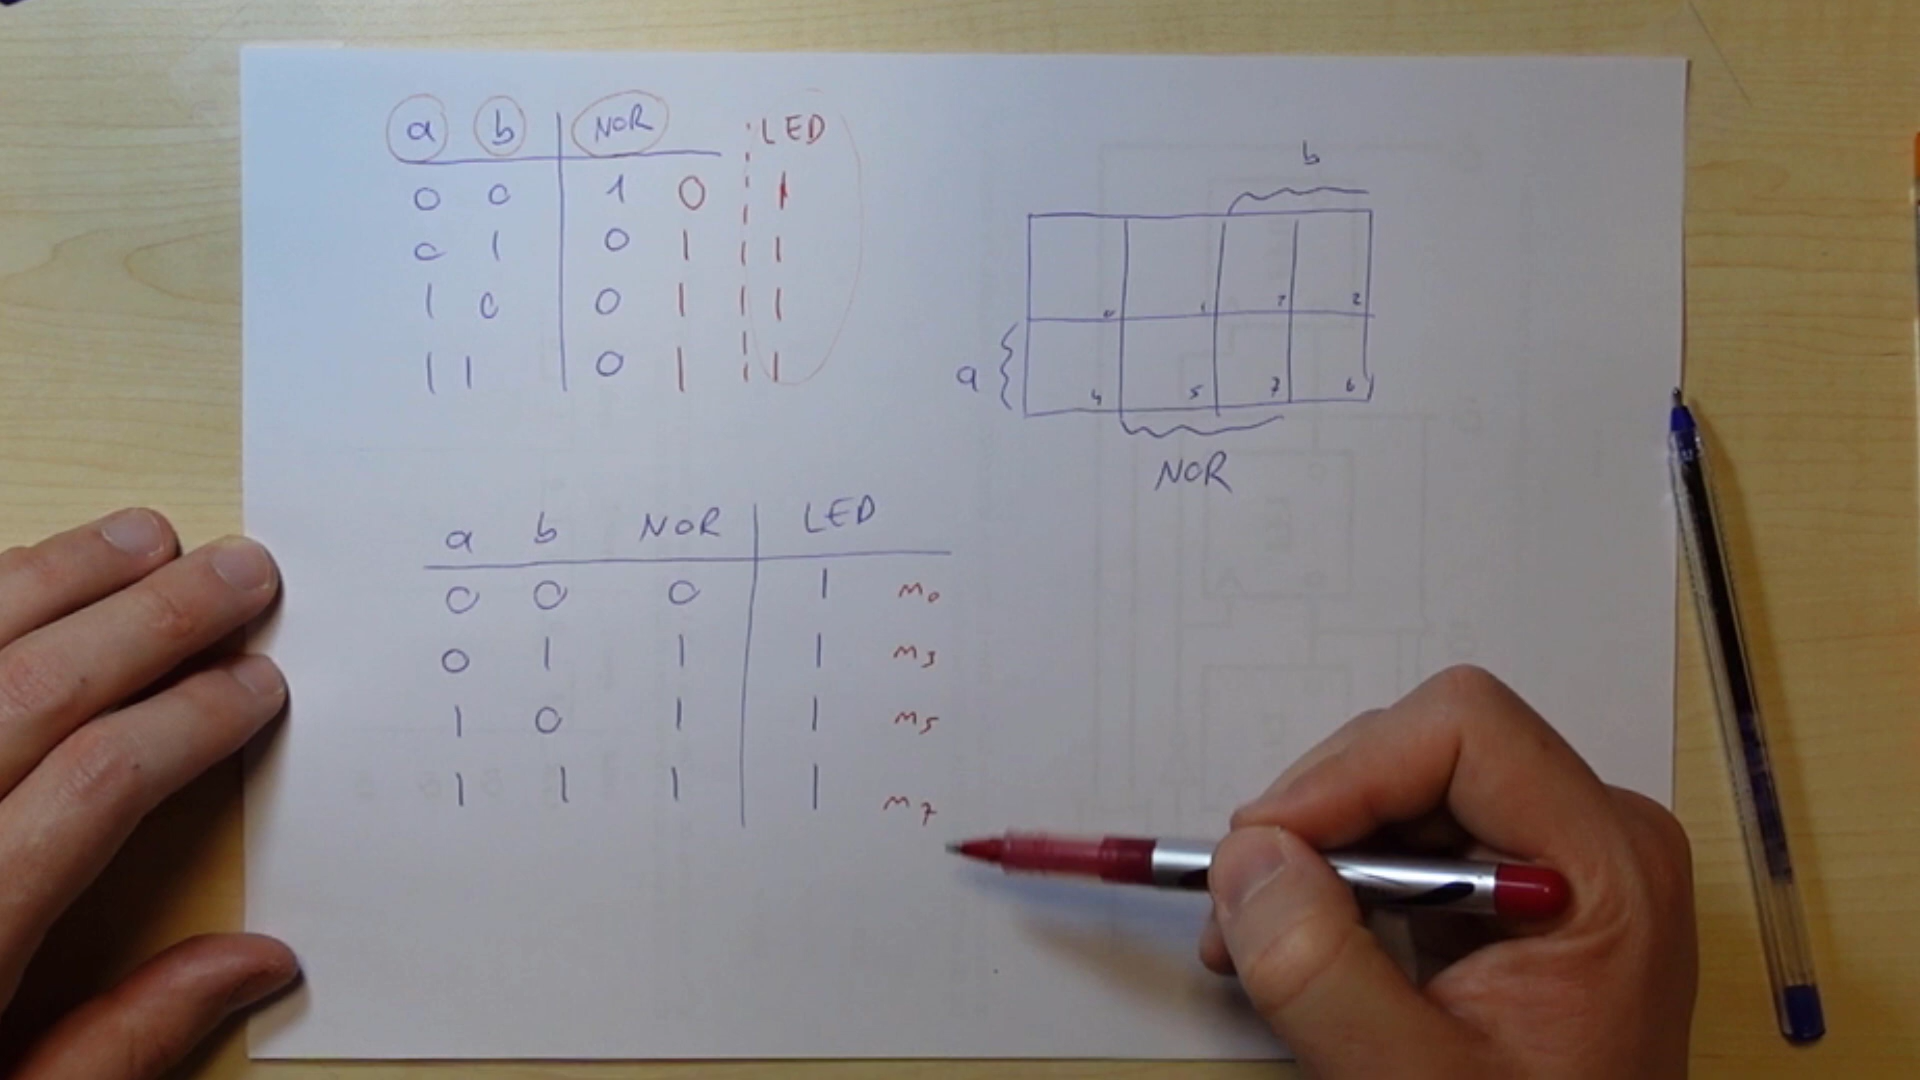 a b NOR LED
0 0 1 0 1
0 1 0 1 1
1 0 0 1 1
1 1 0 1 1
b
0 1 3 2
a
4 5 7 6
NOR
a b NOR LED
0 0 0 1 m0
0 1 1 1 m3
1 0 1 1 m5
1 1 1 1 m7